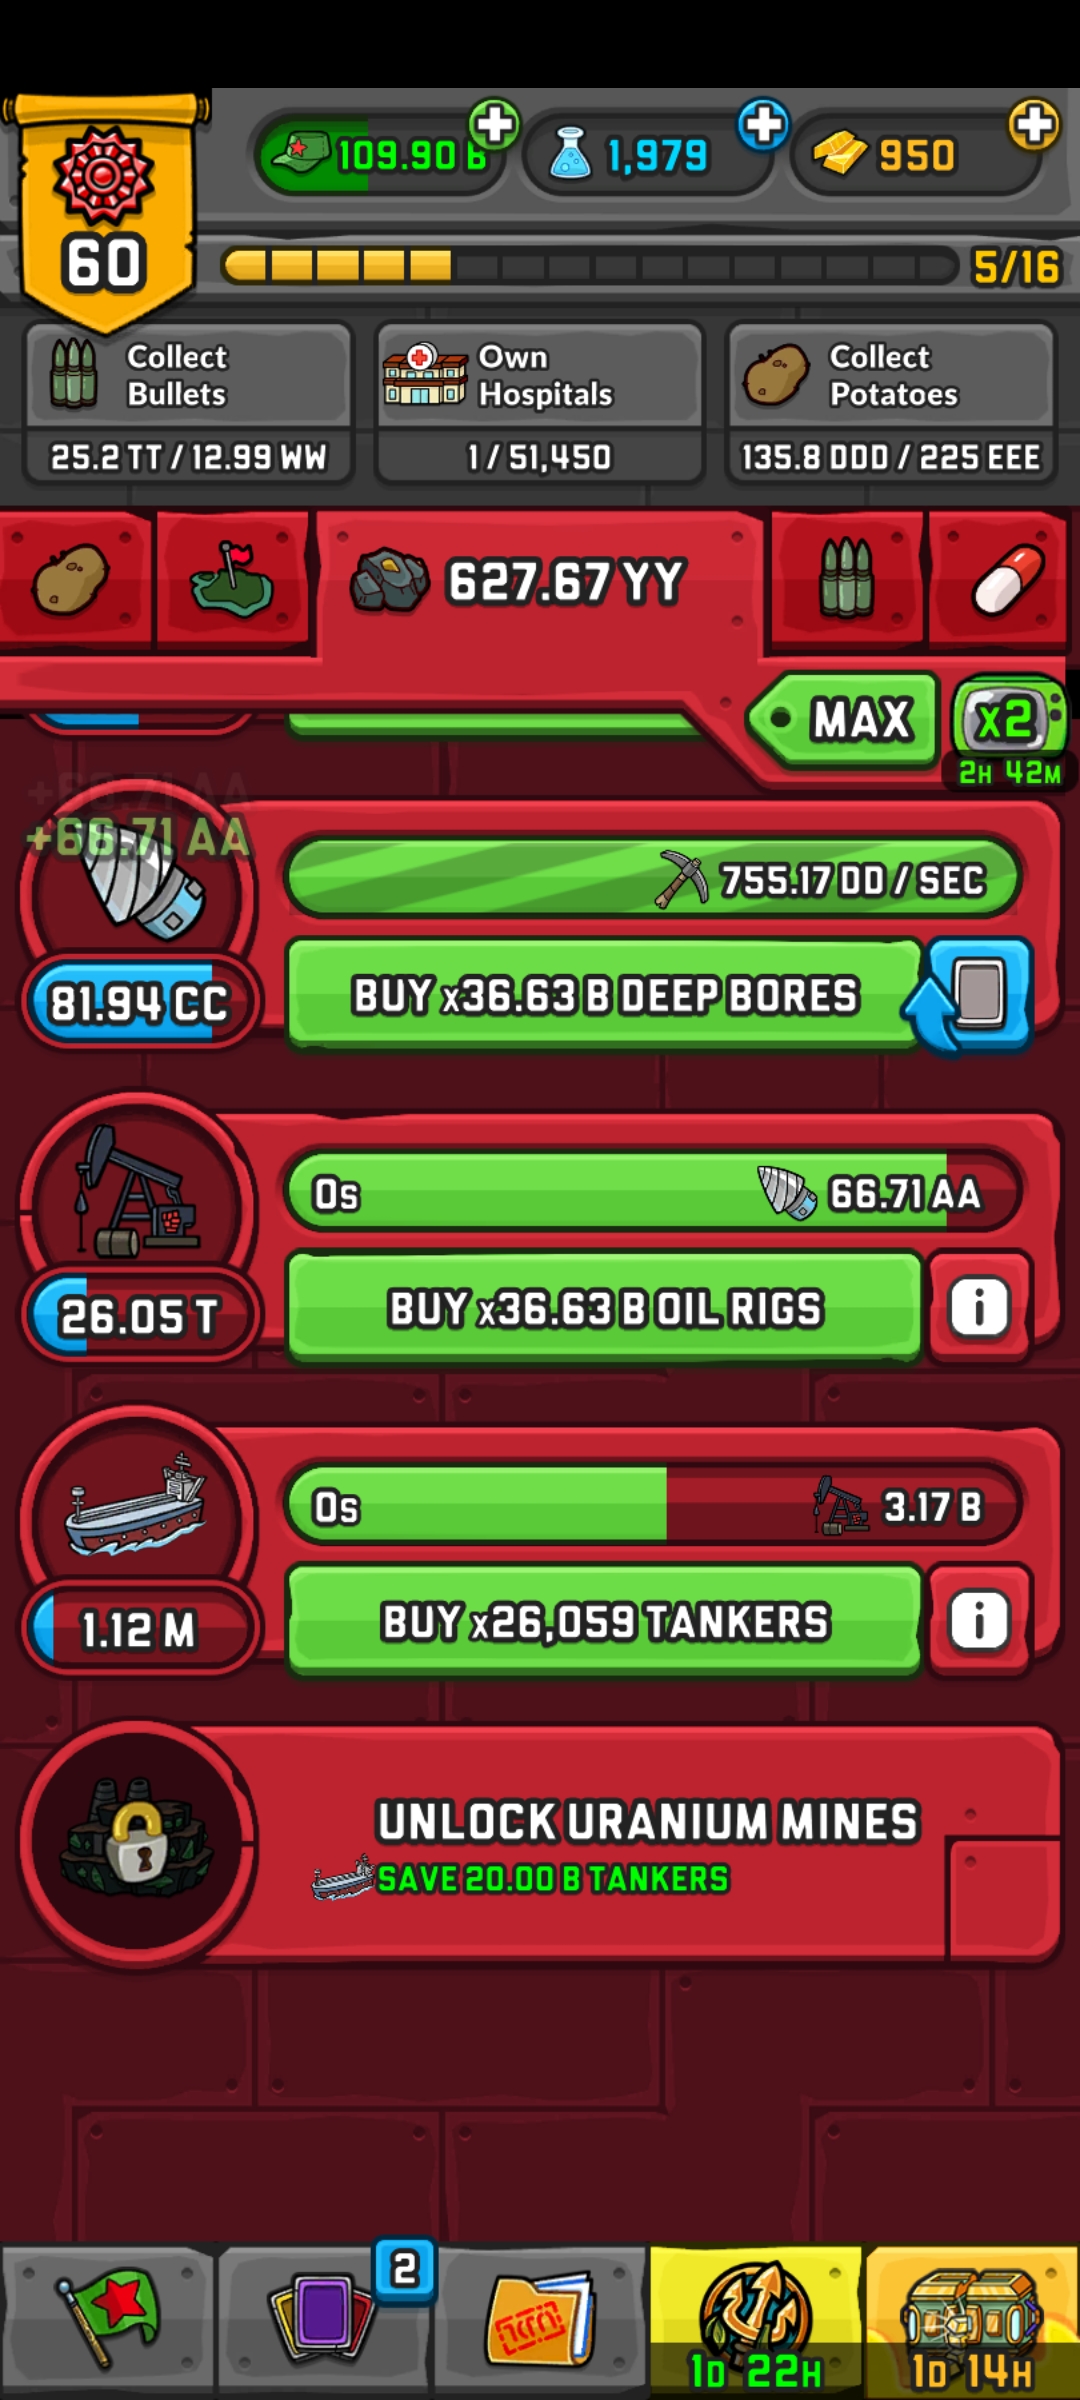 109.90 B
1,979
950
60
5/16
Collect
Bullets
25.2 TT / 12.99 WW
Own
Hospitals
1 / 51,450
Collect
Potatoes
135.8 DDD / 225 EEE
627.67 YY
MAX
x2
2H 42M
+66.71 AA
+66.71 AA
755.17 DD / SEC
81.94 CC
BUY x36.63 B DEEP BORES
0s
66.71 AA
26.05 T
BUY x36.63 B OIL RIGS
i
0s
3.17 B
1.12 M
BUY x26,059 TANKERS
i
UNLOCK URANIUM MINES
SAVE 20.00 B TANKERS
2
1D 22H
1D 14H